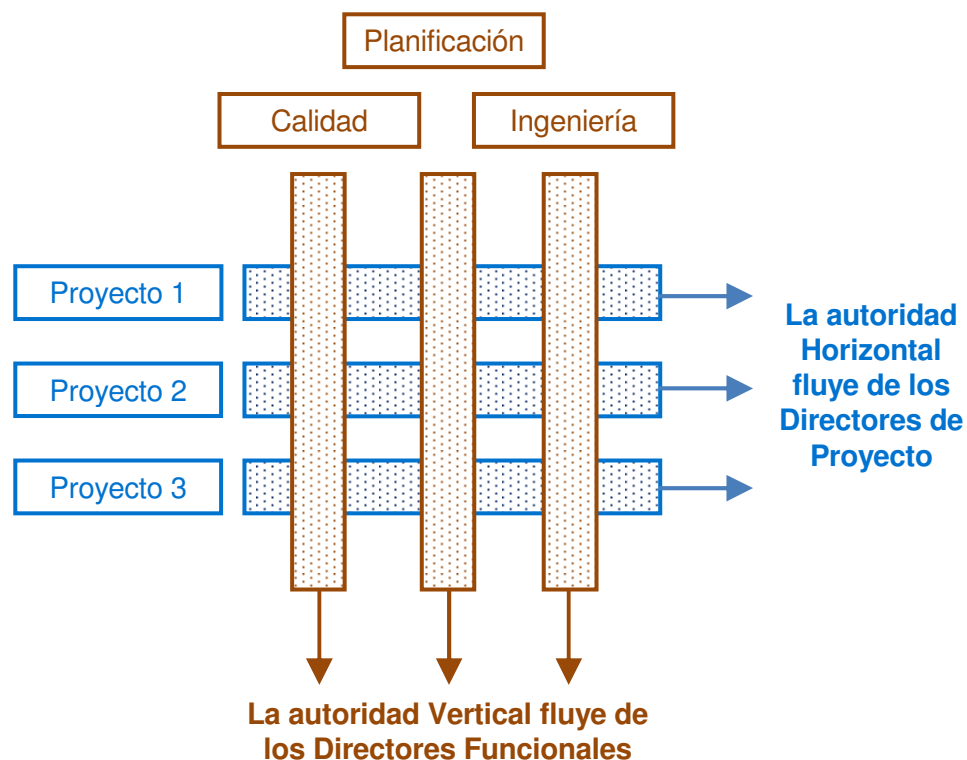 Planificación
Calidad
Ingeniería
Proyecto 1
Proyecto 2
Proyecto 3
La autoridad
Horizontal
fluye de los
Directores de
Proyecto
La autoridad Vertical fluye de
los Directores Funcionales